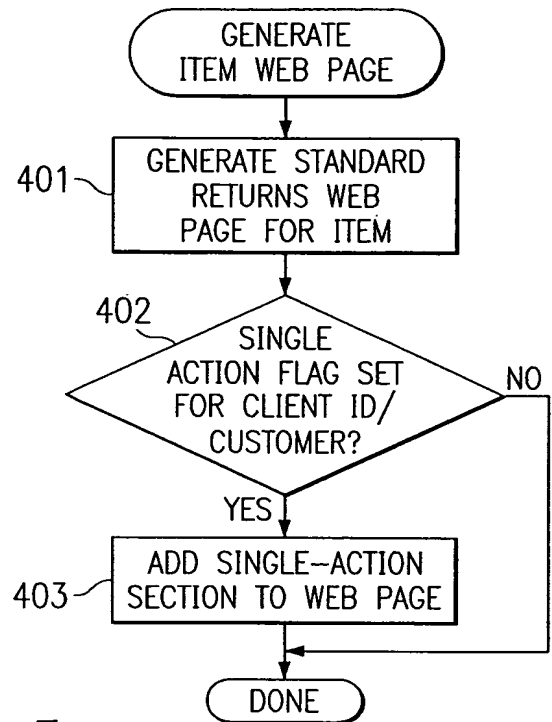 GENERATE
ITEM WEB PAGE
401
GENERATE STANDARD
RETURNS WEB
PAGE FOR ITEM
402
SINGLE
ACTION FLAG SET
FOR CLIENT ID/
CUSTOMER?
NO
YES
403
ADD SINGLE-ACTION
SECTION TO WEB PAGE
DONE